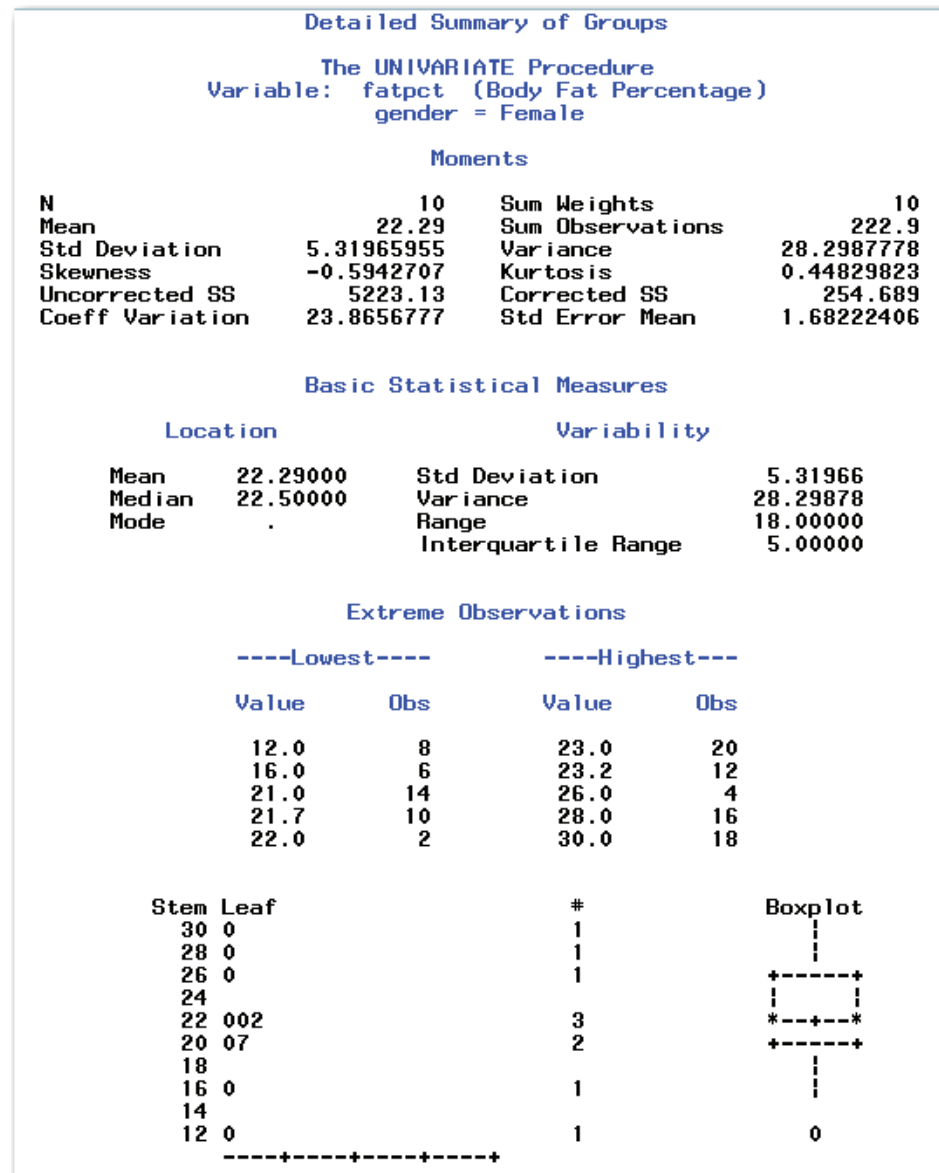 Detailed Summary of Groups
The UNIVARIATE Procedure
Variable: fatpct (Body Fat Percentage)
gender = Female
Moments
N 10 Sum Weights 10
Mean 22.29 Sum Observations 222.9
Std Deviation 5.31965955 Variance 28.2987778
Skewness -0.5942707 Kurtosis 0.44829823
Uncorrected SS 5223.13 Corrected SS 254.689
Coeff Variation 23.8656777 Std Error Mean 1.68222406
Basic Statistical Measures
Location Variability
Mean 22.29000 Std Deviation 5.31966
Median 22.50000 Variance 28.29878
Mode . Range 18.00000
Interquartile Range 5.00000
Extreme Observations
----Lowest---- ----Highest---
Value Obs Value Obs
12.0 8 23.0 20
16.0 6 23.2 12
21.0 14 26.0 4
21.7 10 28.0 16
22.0 2 30.0 18
Stem Leaf # Boxplot
30 0 1 |
28 0 1 |
26 0 1 +-----+
24 | |
22 002 3 *--+--*
20 07 2 +-----+
18 |
16 0 1 |
14
12 0 1 0
----+----+----+----+